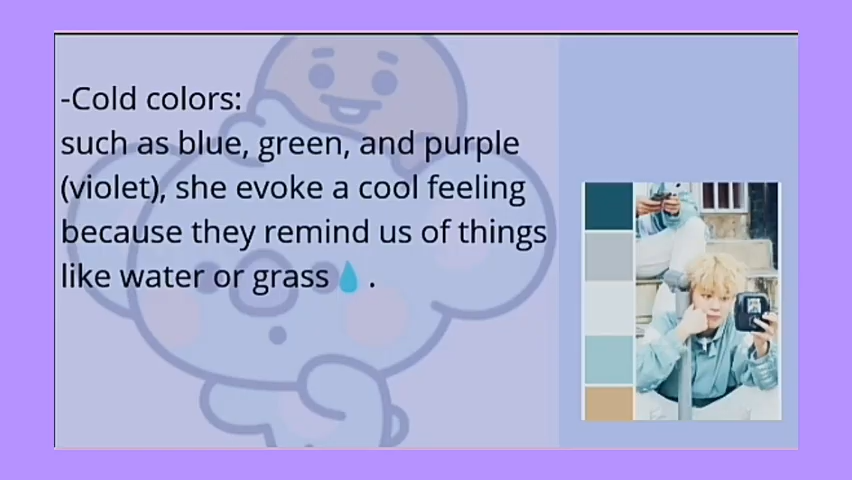 -Cold colors:
such as blue, green, and purple
(violet), she evoke a cool feeling
because they remind us of things
like water or grass💧 .